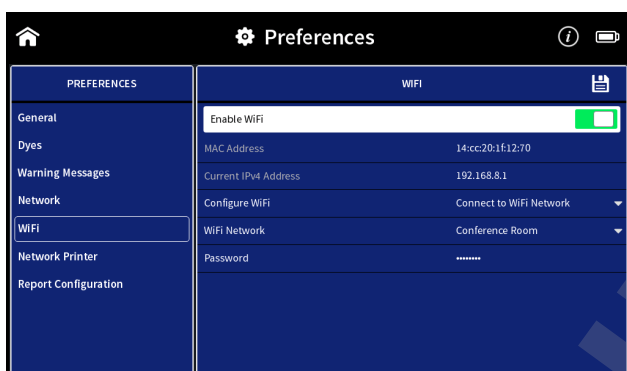 Preferences
i
PREFERENCES
WIFI
General
Dyes
Warning Messages
Network
WiFi
Network Printer
Report Configuration
Enable WiFi
MAC Address 14:cc:20:1f:12:70
Current IPv4 Address 192.168.8.1
Configure WiFi Connect to WiFi Network
WiFi Network Conference Room
Password ••••••••